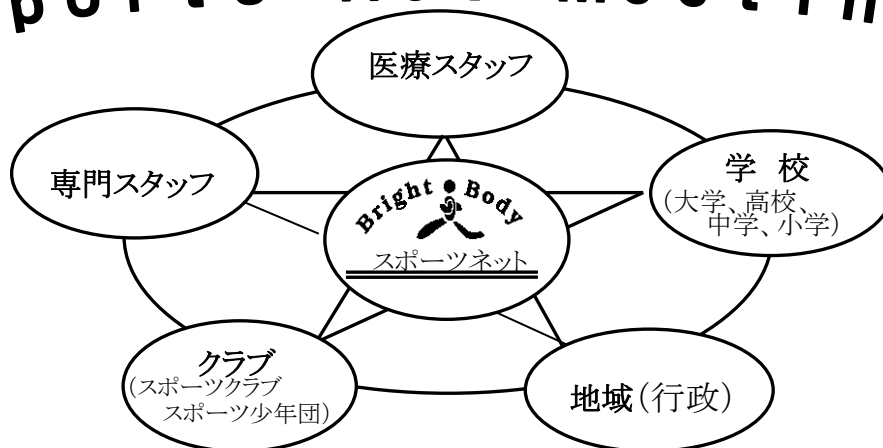 医療スタッフ
専門スタッフ
学 校
(大学、高校、
中学、小学)
Bright Body
スポーツネット
クラブ
(スポーツクラブ
スポーツ少年団)
地域(行政)